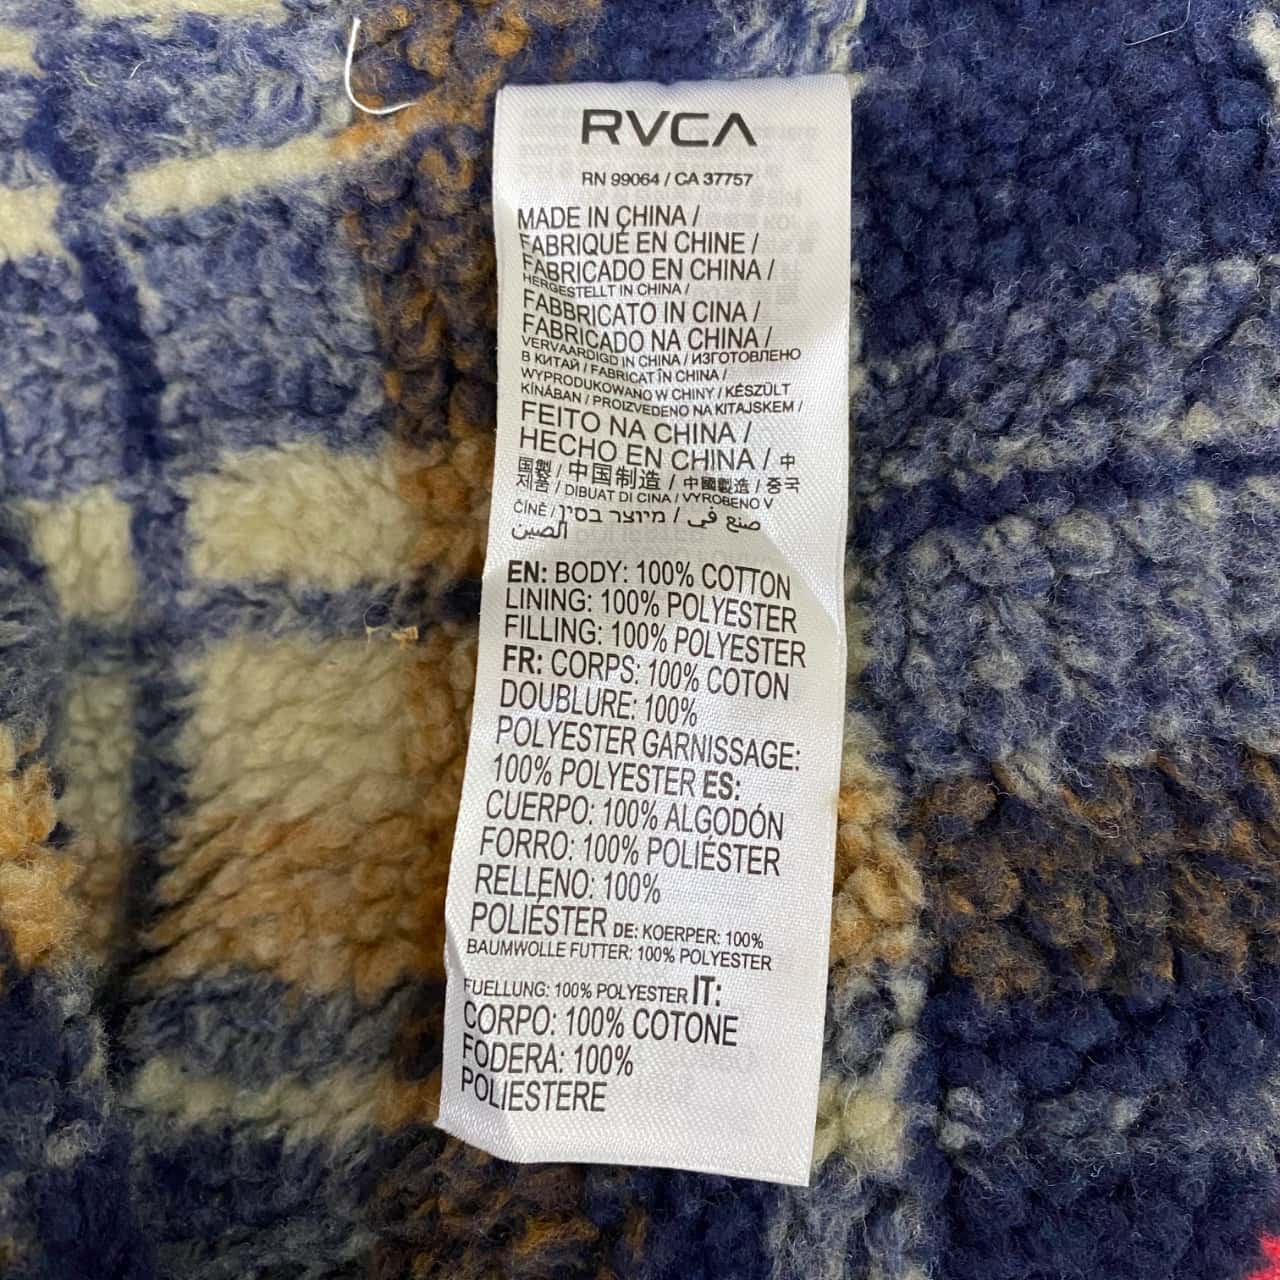 RVCA
RN 99064 / CA 37757
MADE IN CHINA /
FABRIQUÉ EN CHINE /
FABRICADO EN CHINA /
HERGESTELLT IN CHINA /
FABBRICATO IN CINA /
FABRICADO NA CHINA /
VERVAARDIGD IN CHINA / ИЗГОТОВЛЕНО
В КИТАЙ / FABRICAT ÎN CHINA /
WYPRODUKOWANO W CHINY / KÉSZÜLT
KÍNÁBAN / PROIZVEDENO NA KITAJSKEM /
FEITO NA CHINA /
HECHO EN CHINA / 中
国製 / 中国制造 / 中國製造 / 중국
제품 / DIBUAT DI CINA / VYROBENO V
ČÍNĚ / מיוצר בסין / صنع في
الصين
EN: BODY: 100% COTTON
LINING: 100% POLYESTER
FILLING: 100% POLYESTER
FR: CORPS: 100% COTON
DOUBLURE: 100%
POLYESTER GARNISSAGE:
100% POLYESTER ES:
CUERPO: 100% ALGODÓN
FORRO: 100% POLIÉSTER
RELLENO: 100%
POLIÉSTER DE: KOERPER: 100%
BAUMWOLLE FUTTER: 100% POLYESTER
FUELLUNG: 100% POLYESTER IT:
CORPO: 100% COTONE
FODERA: 100%
POLIESTERE